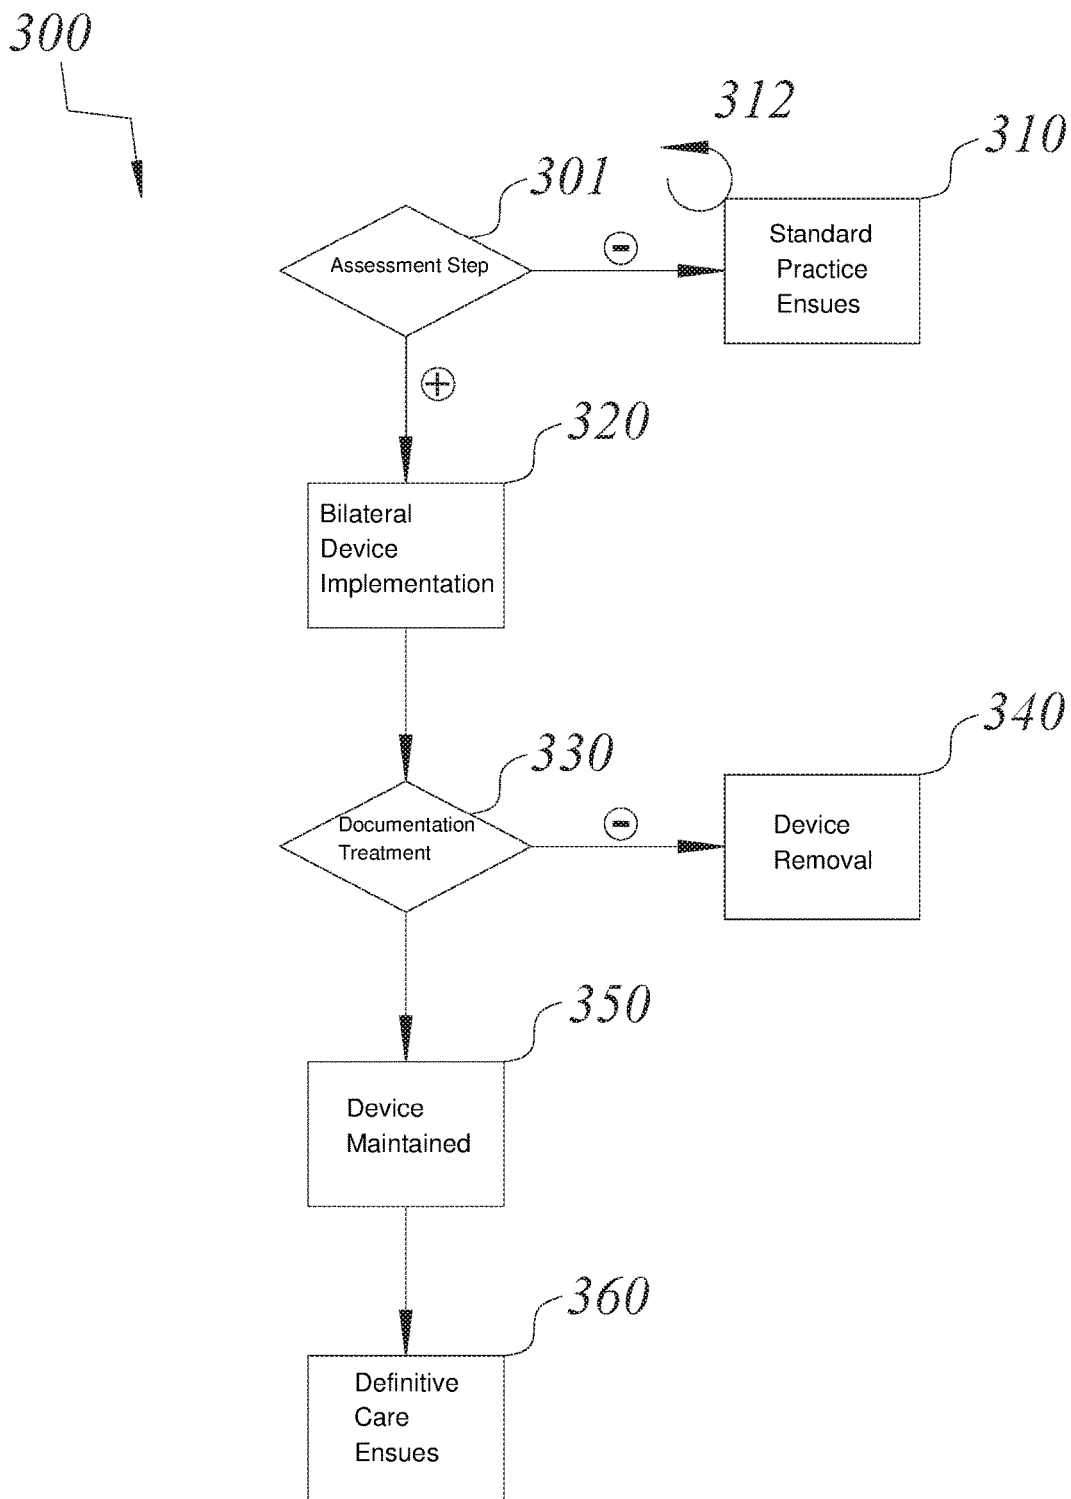 300
312
310
301
Assessment Step
-
Standard
Practice
Ensues
+
320
Bilateral
Device
Implementation
340
330
Documentation
Treatment
-
Device
Removal
350
Device
Maintained
360
Definitive
Care
Ensues